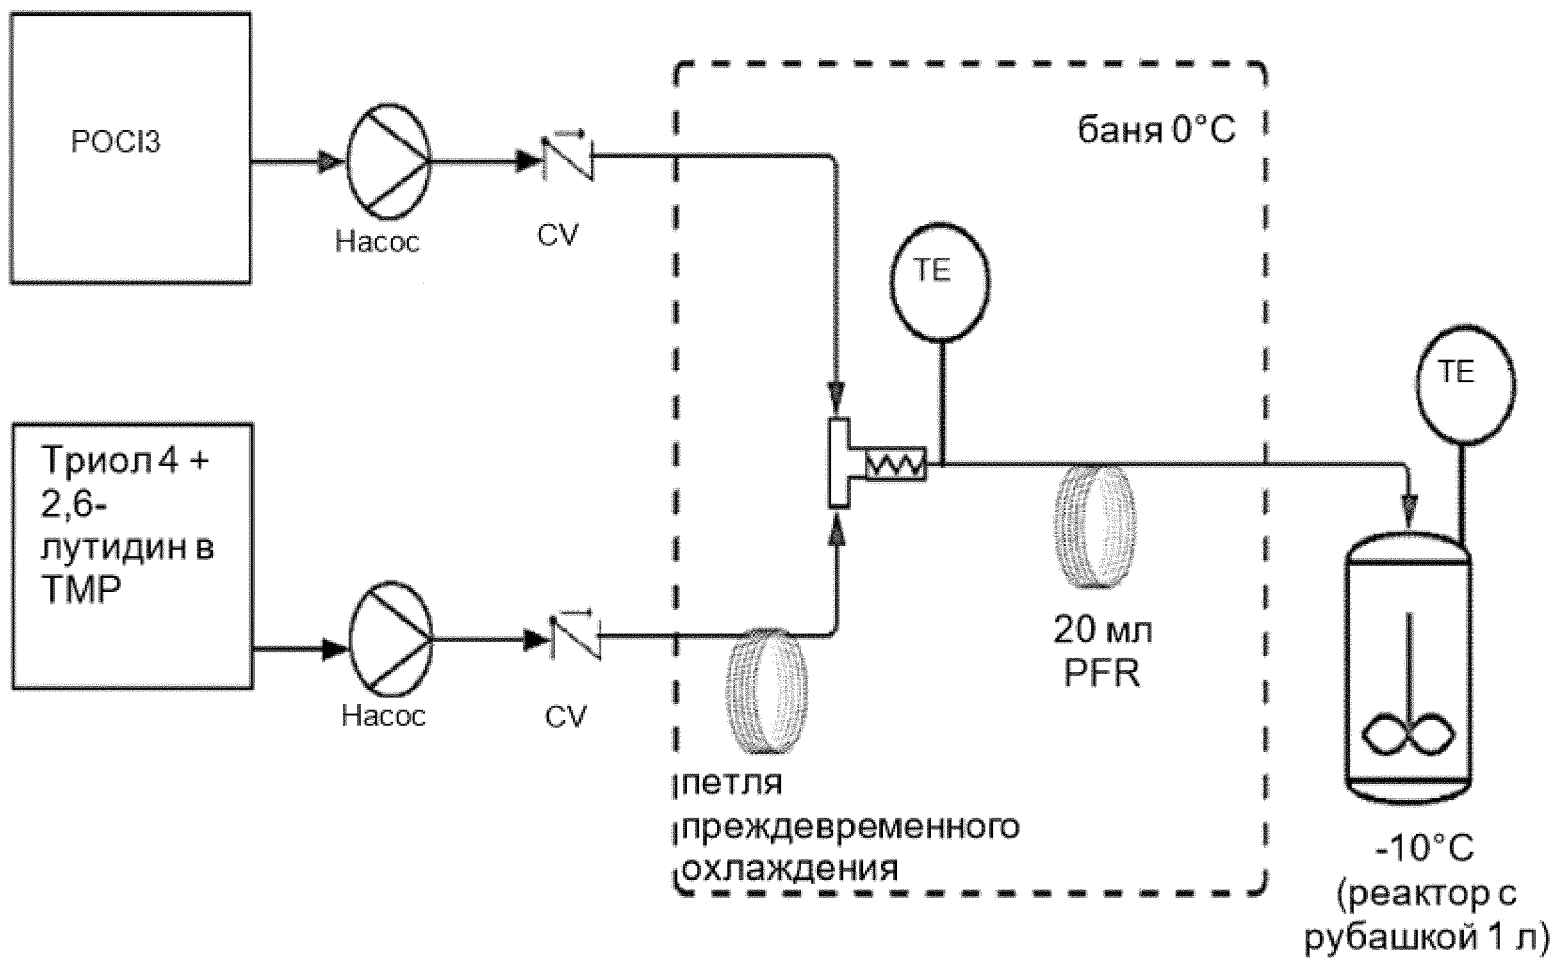 POCl3
Насос
CV
баня 0°C
TE
TE
Триол 4 +
2,6-
лутидин в
TMP
Насос
CV
петля
преждевременного
охлаждения
20 мл
PFR
-10°C
(реактор с
рубашкой 1 л)